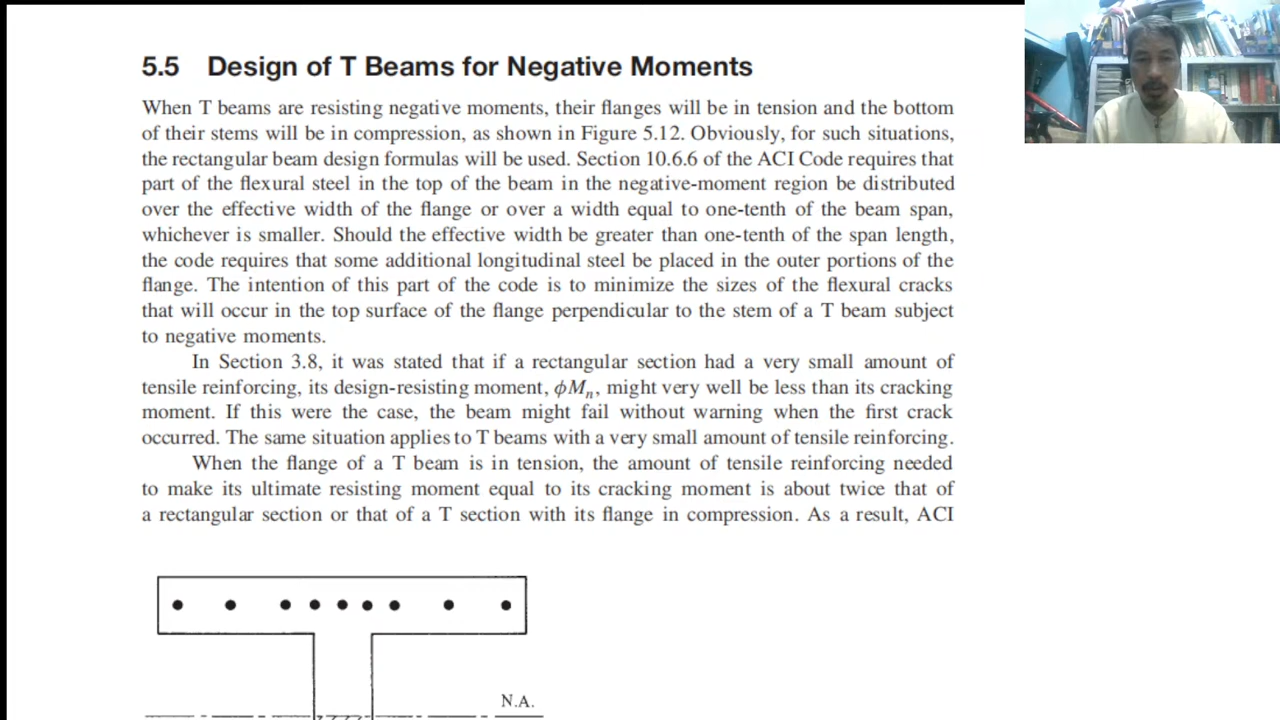 5.5 Design of T Beams for Negative Moments
When T beams are resisting negative moments, their flanges will be in tension and the bottom
of their stems will be in compression, as shown in Figure 5.12. Obviously, for such situations,
the rectangular beam design formulas will be used. Section 10.6.6 of the ACI Code requires that
part of the flexural steel in the top of the beam in the negative-moment region be distributed
over the effective width of the flange or over a width equal to one-tenth of the beam span,
whichever is smaller. Should the effective width be greater than one-tenth of the span length,
the code requires that some additional longitudinal steel be placed in the outer portions of the
flange. The intention of this part of the code is to minimize the sizes of the flexural cracks
that will occur in the top surface of the flange perpendicular to the stem of a T beam subject
to negative moments.
In Section 3.8, it was stated that if a rectangular section had a very small amount of
tensile reinforcing, its design-resisting moment, ϕMₙ, might very well be less than its cracking
moment. If this were the case, the beam might fail without warning when the first crack
occurred. The same situation applies to T beams with a very small amount of tensile reinforcing.
When the flange of a T beam is in tension, the amount of tensile reinforcing needed
to make its ultimate resisting moment equal to its cracking moment is about twice that of
a rectangular section or that of a T section with its flange in compression. As a result, ACI
N.A.